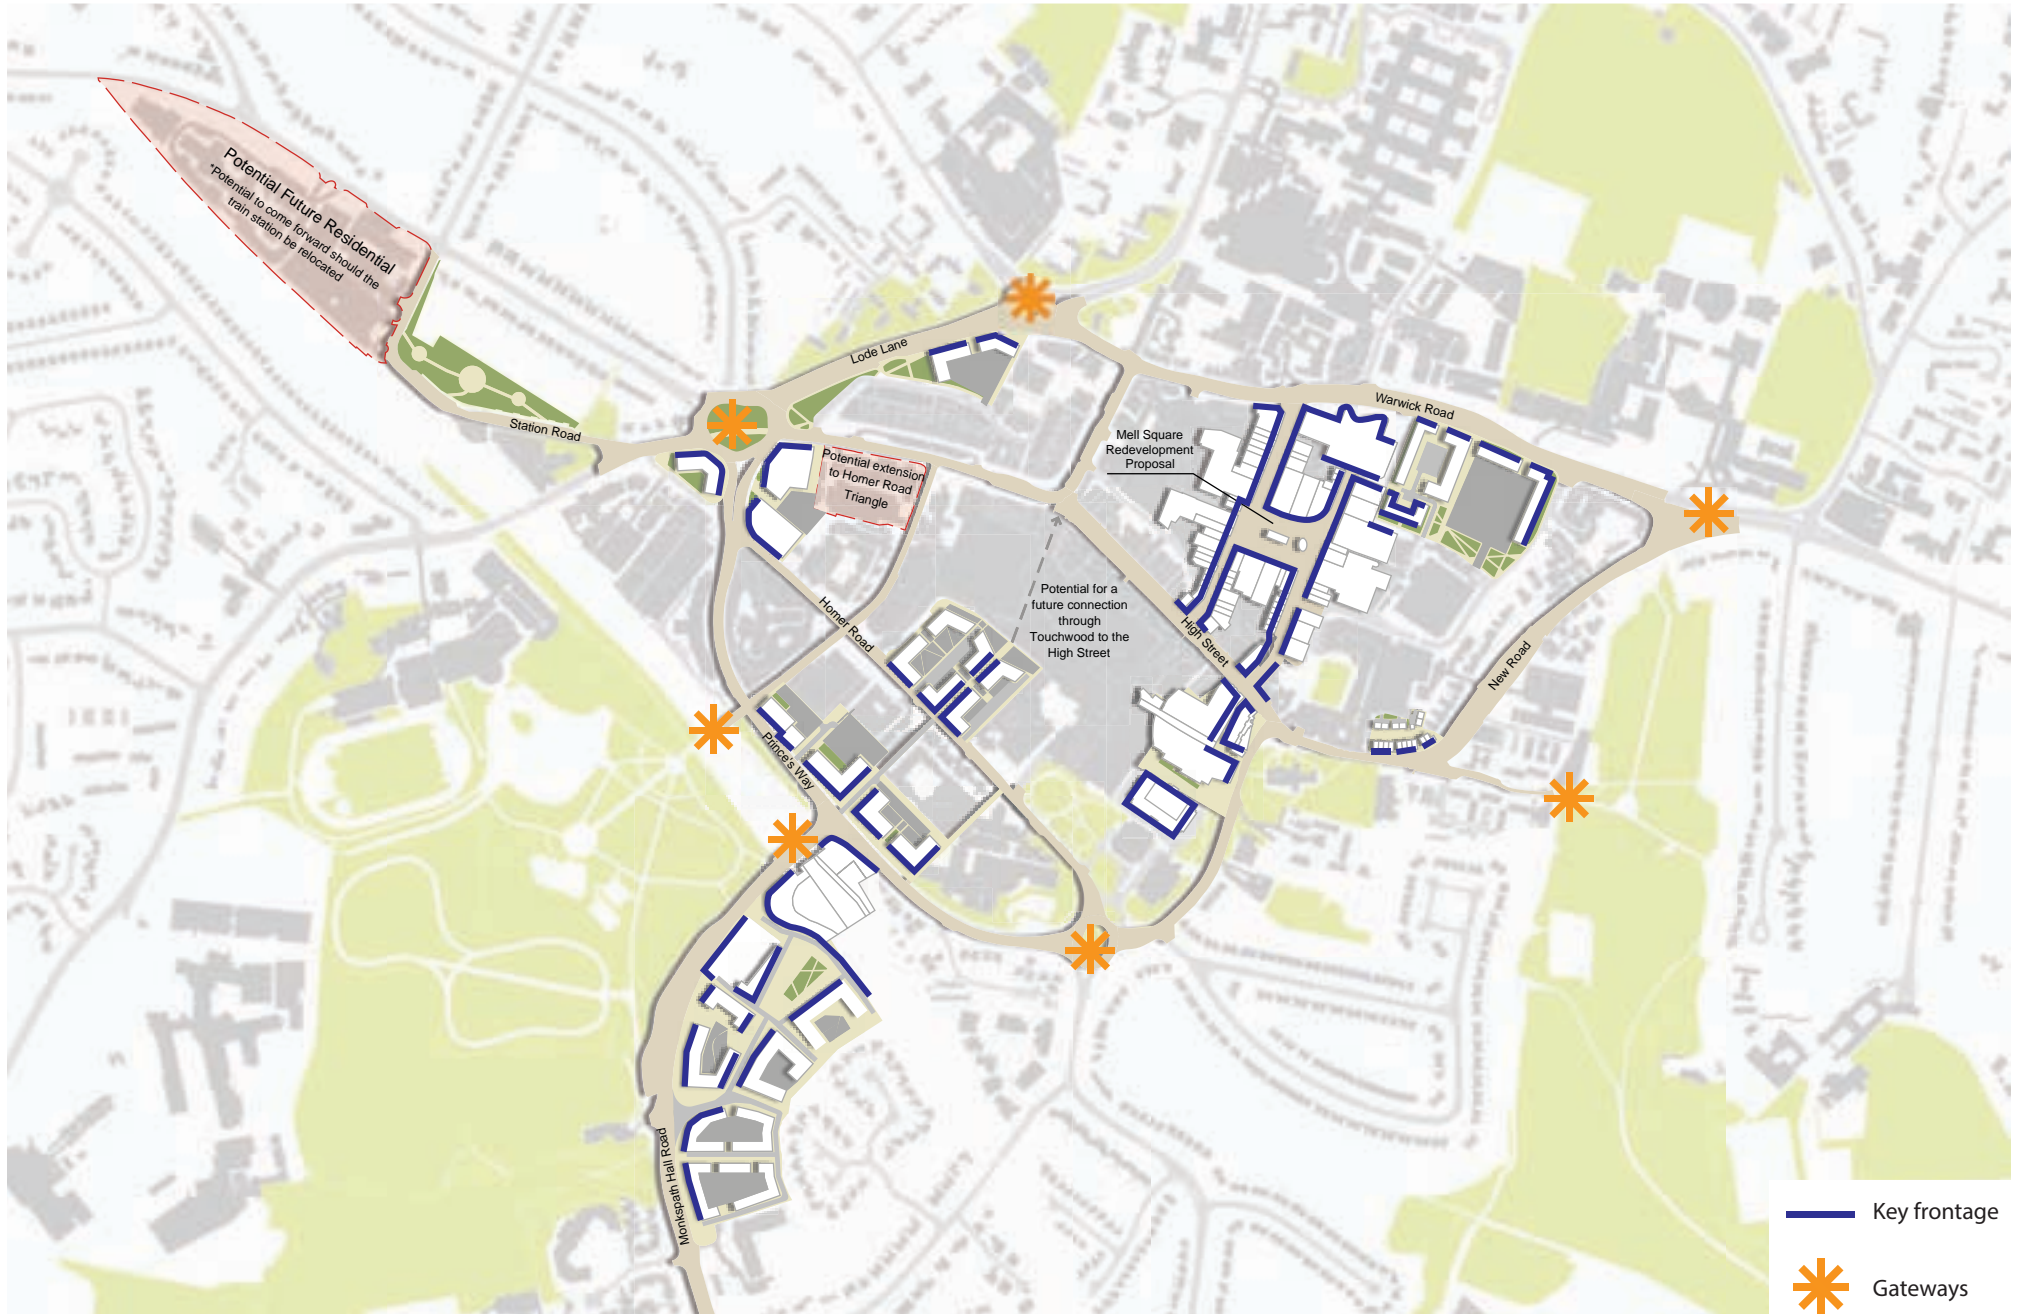 Potential Future Residential
*Potential to come forward should the
train station be relocated
Station Road
Lode Lane
Warwick Road
Mell Square
Redevelopment
Proposal
Potential extension
to Homer Road
Triangle
Potential for a
future connection
through
Touchwood to the
High Street
Homer Road
High Street
New Road
Prince's Way
Monkspath Hall Road
Key frontage
Gateways